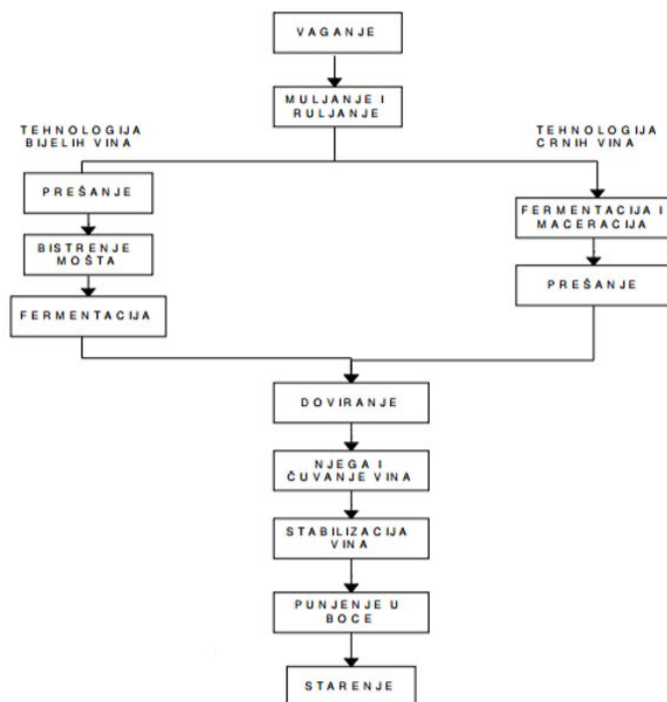 VAGANJE
MULJANJE I
RULJANJE
TEHNOLOGIJA
BIJELIH VINA
TEHNOLOGIJA
CRNIH VINA
PREŠANJE
BISTRENJE
MOŠTA
FERMENTACIJA
FERMENTACIJA I
MACERACIJA
PREŠANJE
DOVIRANJE
NJEGA I
ČUVANJE VINA
STABILIZACIJA
VINA
PUNJENJE U
BOCE
STARENJE